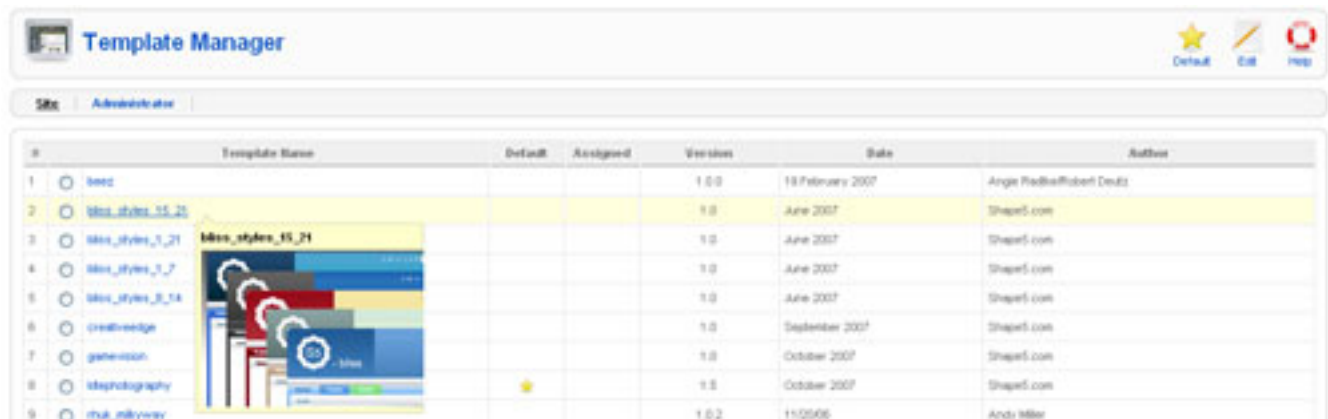 Template Manager
Default Edit Help
Site Administrator
# Template Name Default Assigned Version Date Author
1 beez 1.0.0 19 February 2007 Angie Radtke/Robert Deutz
2 bliss_styles_15_21 1.0 June 2007 Shape5.com
bliss_styles_15_21
3 bliss_styles_1_21 1.0 June 2007 Shape5.com
4 bliss_styles_1_7 1.0 June 2007 Shape5.com
5 bliss_styles_8_14 1.0 June 2007 Shape5.com
6 creativeedge 1.0 September 2007 Shape5.com
7 gamevision 1.0 October 2007 Shape5.com
S5 - bliss
8 1.5 October 2007 Shape5.com
9 rhuk_milkyway 1.0.2 11/20/06 Andy Miller